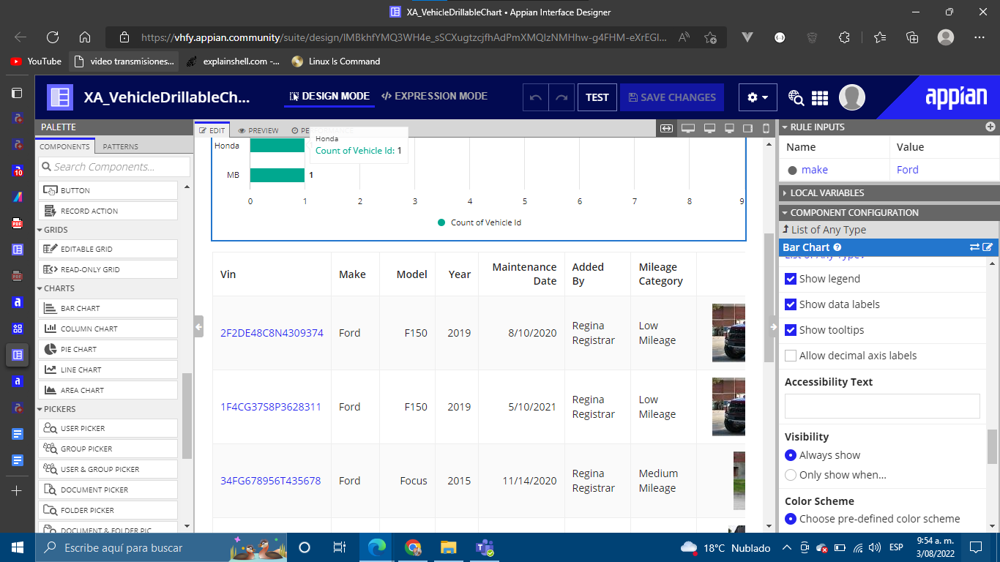 XA_VehicleDrillableChart • Appian Interface Designer
https://vhfy.appian.community/suite/design/lMBkhfYMQ3WH4e_sSCXugtzcjfhAdPmXMQlzNMHhw-g4FHM-eXrEGl...
YouTube
video transmisiones...
explainshell.com -...
Linux Is Command
XA_VehicleDrillableCh...
DESIGN MODE
EXPRESSION MODE
TEST
SAVE CHANGES
appian
PALETTE
COMPONENTS
PATTERNS
Search Components...
BUTTON
RECORD ACTION
GRIDS
EDITABLE GRID
READ-ONLY GRID
CHARTS
BAR CHART
COLUMN CHART
PIE CHART
LINE CHART
AREA CHART
PICKERS
USER PICKER
GROUP PICKER
USER & GROUP PICKER
DOCUMENT PICKER
FOLDER PICKER
DOCUMENT & FOLDER PIC
EDIT
PREVIEW
PERFORMANCE
Honda
Honda
Count of Vehicle Id: 1
MB
1
0 1 2 3 4 5 6 7 8 9
Count of Vehicle Id
Vin Make Model Year Maintenance Date Added By Mileage Category
2F2DE48C8N4309374 Ford F150 2019 8/10/2020 Regina Registrar Low Mileage
1F4CG37S8P3628311 Ford F150 2019 5/10/2021 Regina Registrar Low Mileage
34FG678956T435678 Ford Focus 2015 11/14/2020 Regina Registrar Medium Mileage
RULE INPUTS
Name Value
make Ford
LOCAL VARIABLES
COMPONENT CONFIGURATION
List of Any Type
Bar Chart
List of Any Type
Show legend
Show data labels
Show tooltips
Allow decimal axis labels
Accessibility Text
Visibility
Always show
Only show when...
Color Scheme
Choose pre-defined color scheme
Escribe aquí para buscar
18°C Nublado
ESP
9:54 a. m.
3/08/2022